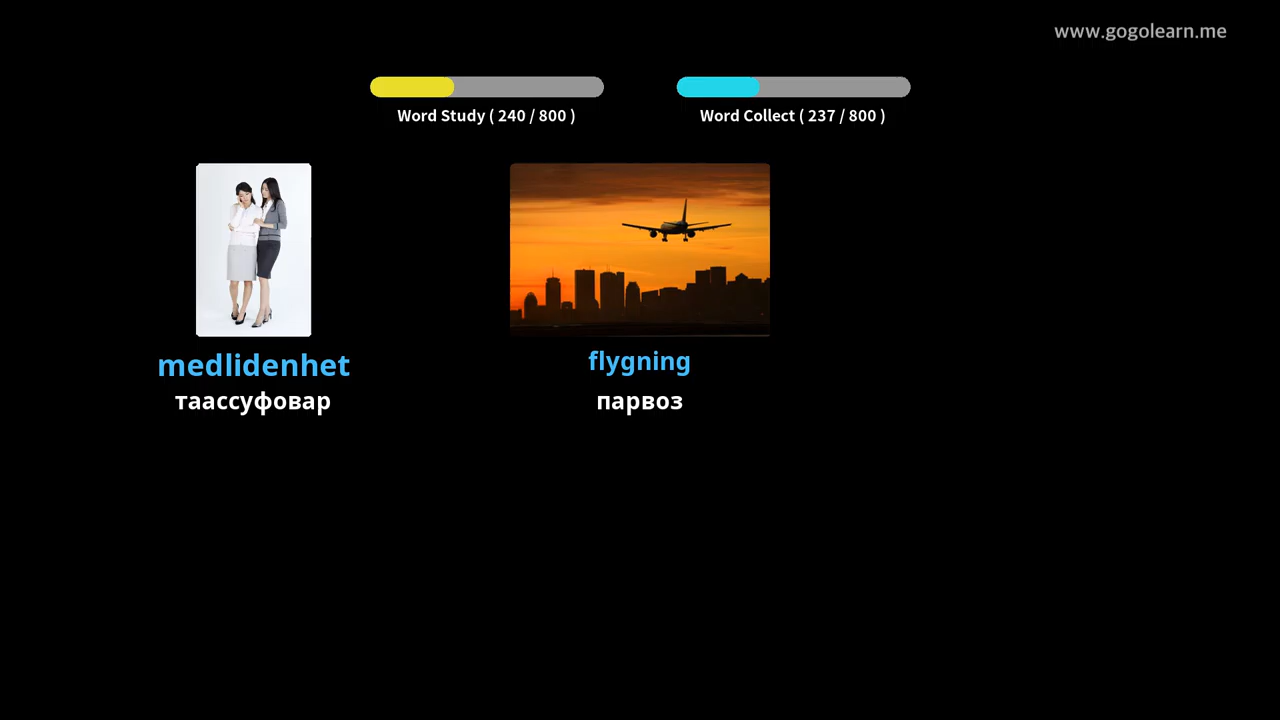 www.gogolearn.me
Word Study ( 240 / 800 )
Word Collect ( 237 / 800 )
medlidenhet
таассуфовар
flygning
парвоз